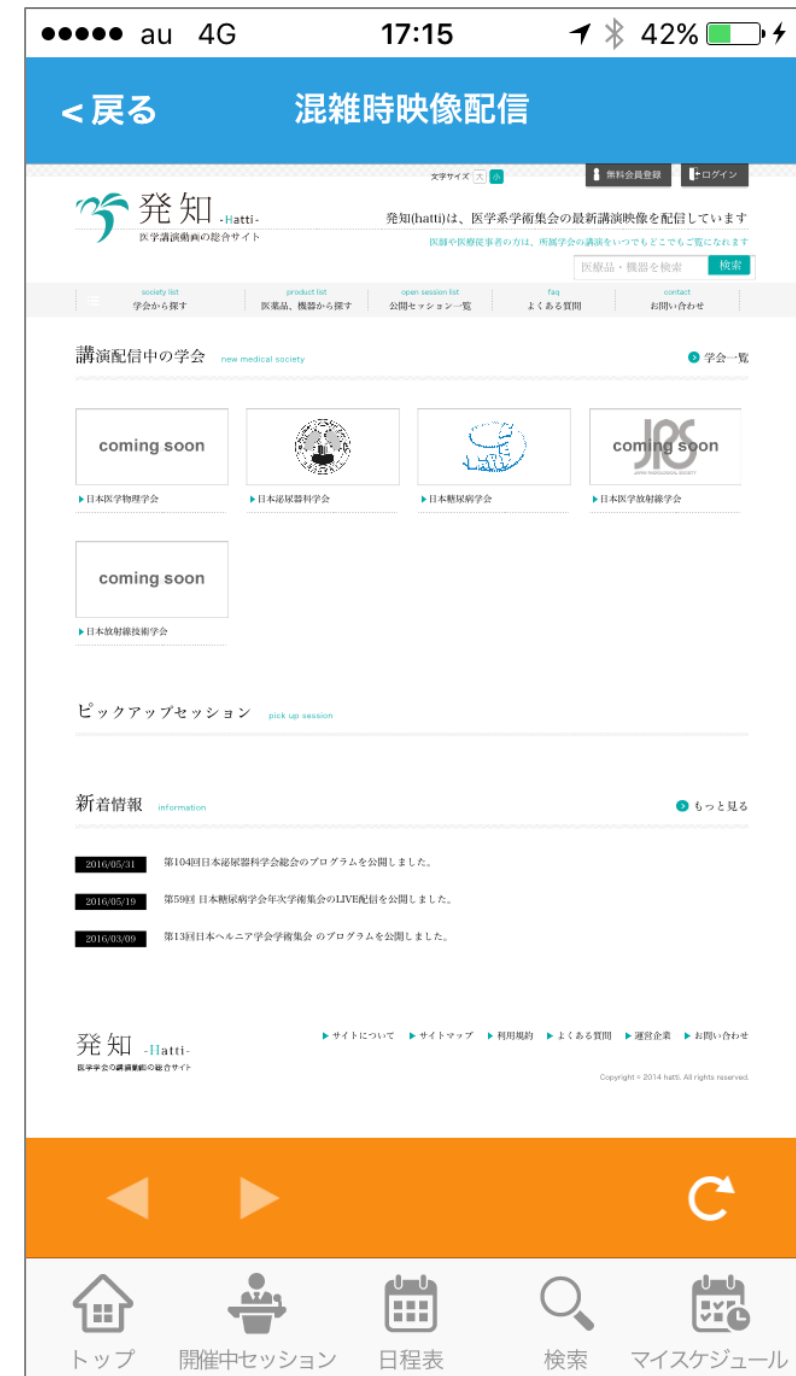 au 4G 17:15 42%
<戻る 混雑時映像配信
文字サイズ 大 小 無料会員登録 ログイン
発知 -Hatti-
医学講演動画の総合サイト
発知(hatti)は、医学系学術集会の最新講演映像を配信しています
医師や医療従事者の方は、所属学会の講演をいつでもどこでもご覧になれます
医療品・機器を検索 検索
society list product list open session list faq contact
学会から探す 医薬品、機器から探す 公開セッション一覧 よくある質問 お問い合わせ
講演配信中の学会 new medical society 学会一覧
coming soon coming soon
JRS
JAPAN RADIOLOGICAL SOCIETY
日本医学物理学会 日本泌尿器科学会 日本糖尿病学会 日本医学放射線学会
coming soon
日本放射線技術学会
ピックアップセッション pick up session
新着情報 information もっと見る
2016/05/31 第104回日本泌尿器科学会総会のプログラムを公開しました。
2016/05/19 第59回 日本糖尿病学会年次学術集会のLIVE配信を公開しました。
2016/03/09 第13回日本ヘルニア学会学術集会 のプログラムを公開しました。
発知 -Hatti-
医学学会の講演動画の総合サイト
サイトについて サイトマップ 利用規約 よくある質問 運営企業 お問い合わせ
Copyright © 2014 hatti. All rights reserved.
トップ 開催中セッション 日程表 検索 マイスケジュール